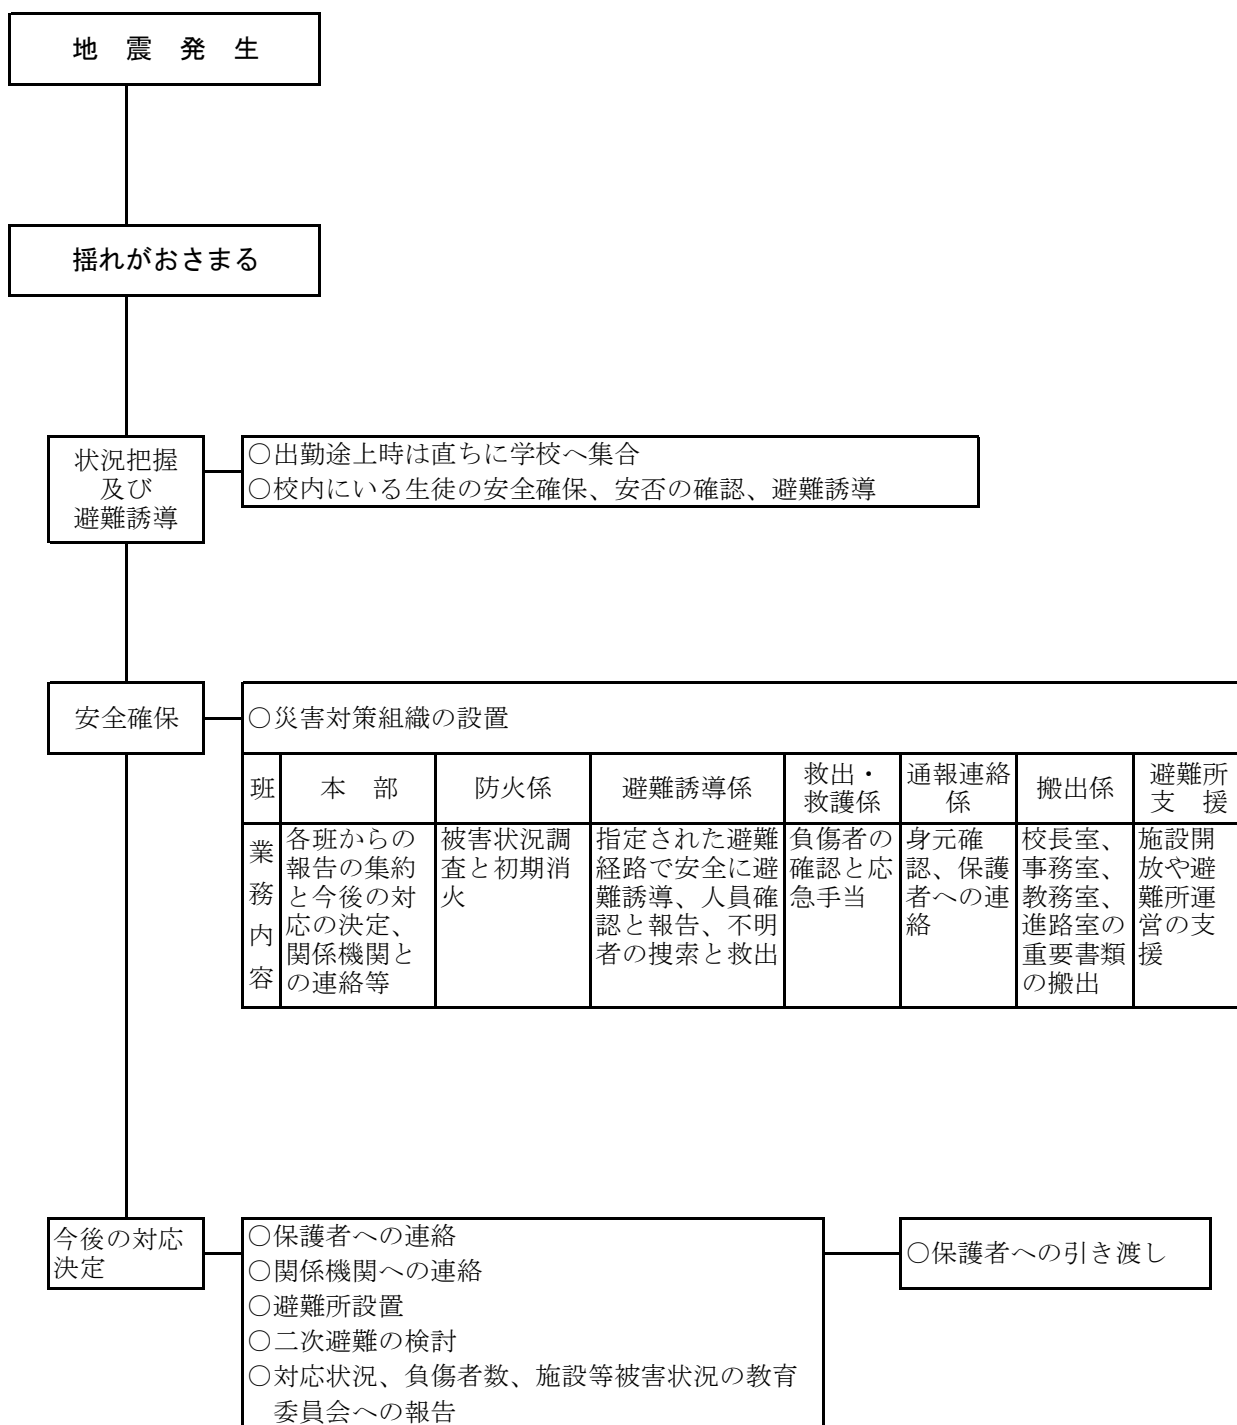 地　震　発　生
揺れがおさまる
状況把握
及び
避難誘導
○出勤途上時は直ちに学校へ集合
○校内にいる生徒の安全確保、安否の確認、避難誘導
安全確保
○災害対策組織の設置
班
本　部
防火係
避難誘導係
救出・
救護係
通報連絡
係
搬出係
避難所
支　援
業
務
内
容
各班からの
報告の集約
と今後の対
応の決定、
関係機関と
の連絡等
被害状況調
査と初期消
火
指定された避難
経路で安全に避
難誘導、人員確
認と報告、不明
者の捜索と救出
負傷者の
確認と応
急手当
身元確
認、保護
者への連
絡
校長室、
事務室、
教務室、
進路室の
重要書類
の搬出
施設開
放や避
難所運
営の支
援
今後の対応
決定
○保護者への連絡
○関係機関への連絡
○避難所設置
○二次避難の検討
○対応状況、負傷者数、施設等被害状況の教育
委員会への報告
○保護者への引き渡し